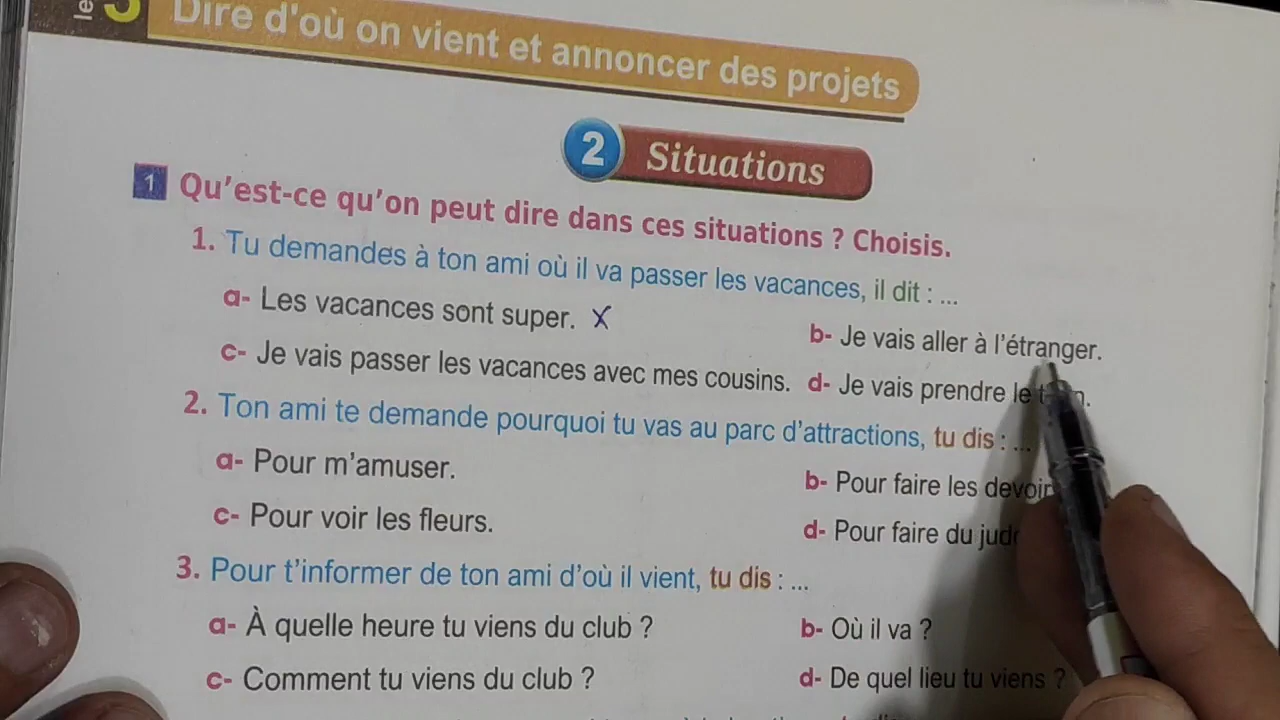 le 3 Dire d'où on vient et annoncer des projets
2 Situations
1 Qu'est-ce qu'on peut dire dans ces situations ? Choisis.
1. Tu demandes à ton ami où il va passer les vacances, il dit : ...
a- Les vacances sont super. X
b- Je vais aller à l'étranger.
c- Je vais passer les vacances avec mes cousins.
d- Je vais prendre le
2. Ton ami te demande pourquoi tu vas au parc d'attractions, tu dis : ...
a- Pour m'amuser.
b- Pour faire les devoir
c- Pour voir les fleurs.
d- Pour faire du judo
3. Pour t'informer de ton ami d'où il vient, tu dis : ...
a- À quelle heure tu viens du club ?
b- Où il va ?
c- Comment tu viens du club ?
d- De quel lieu tu viens ?